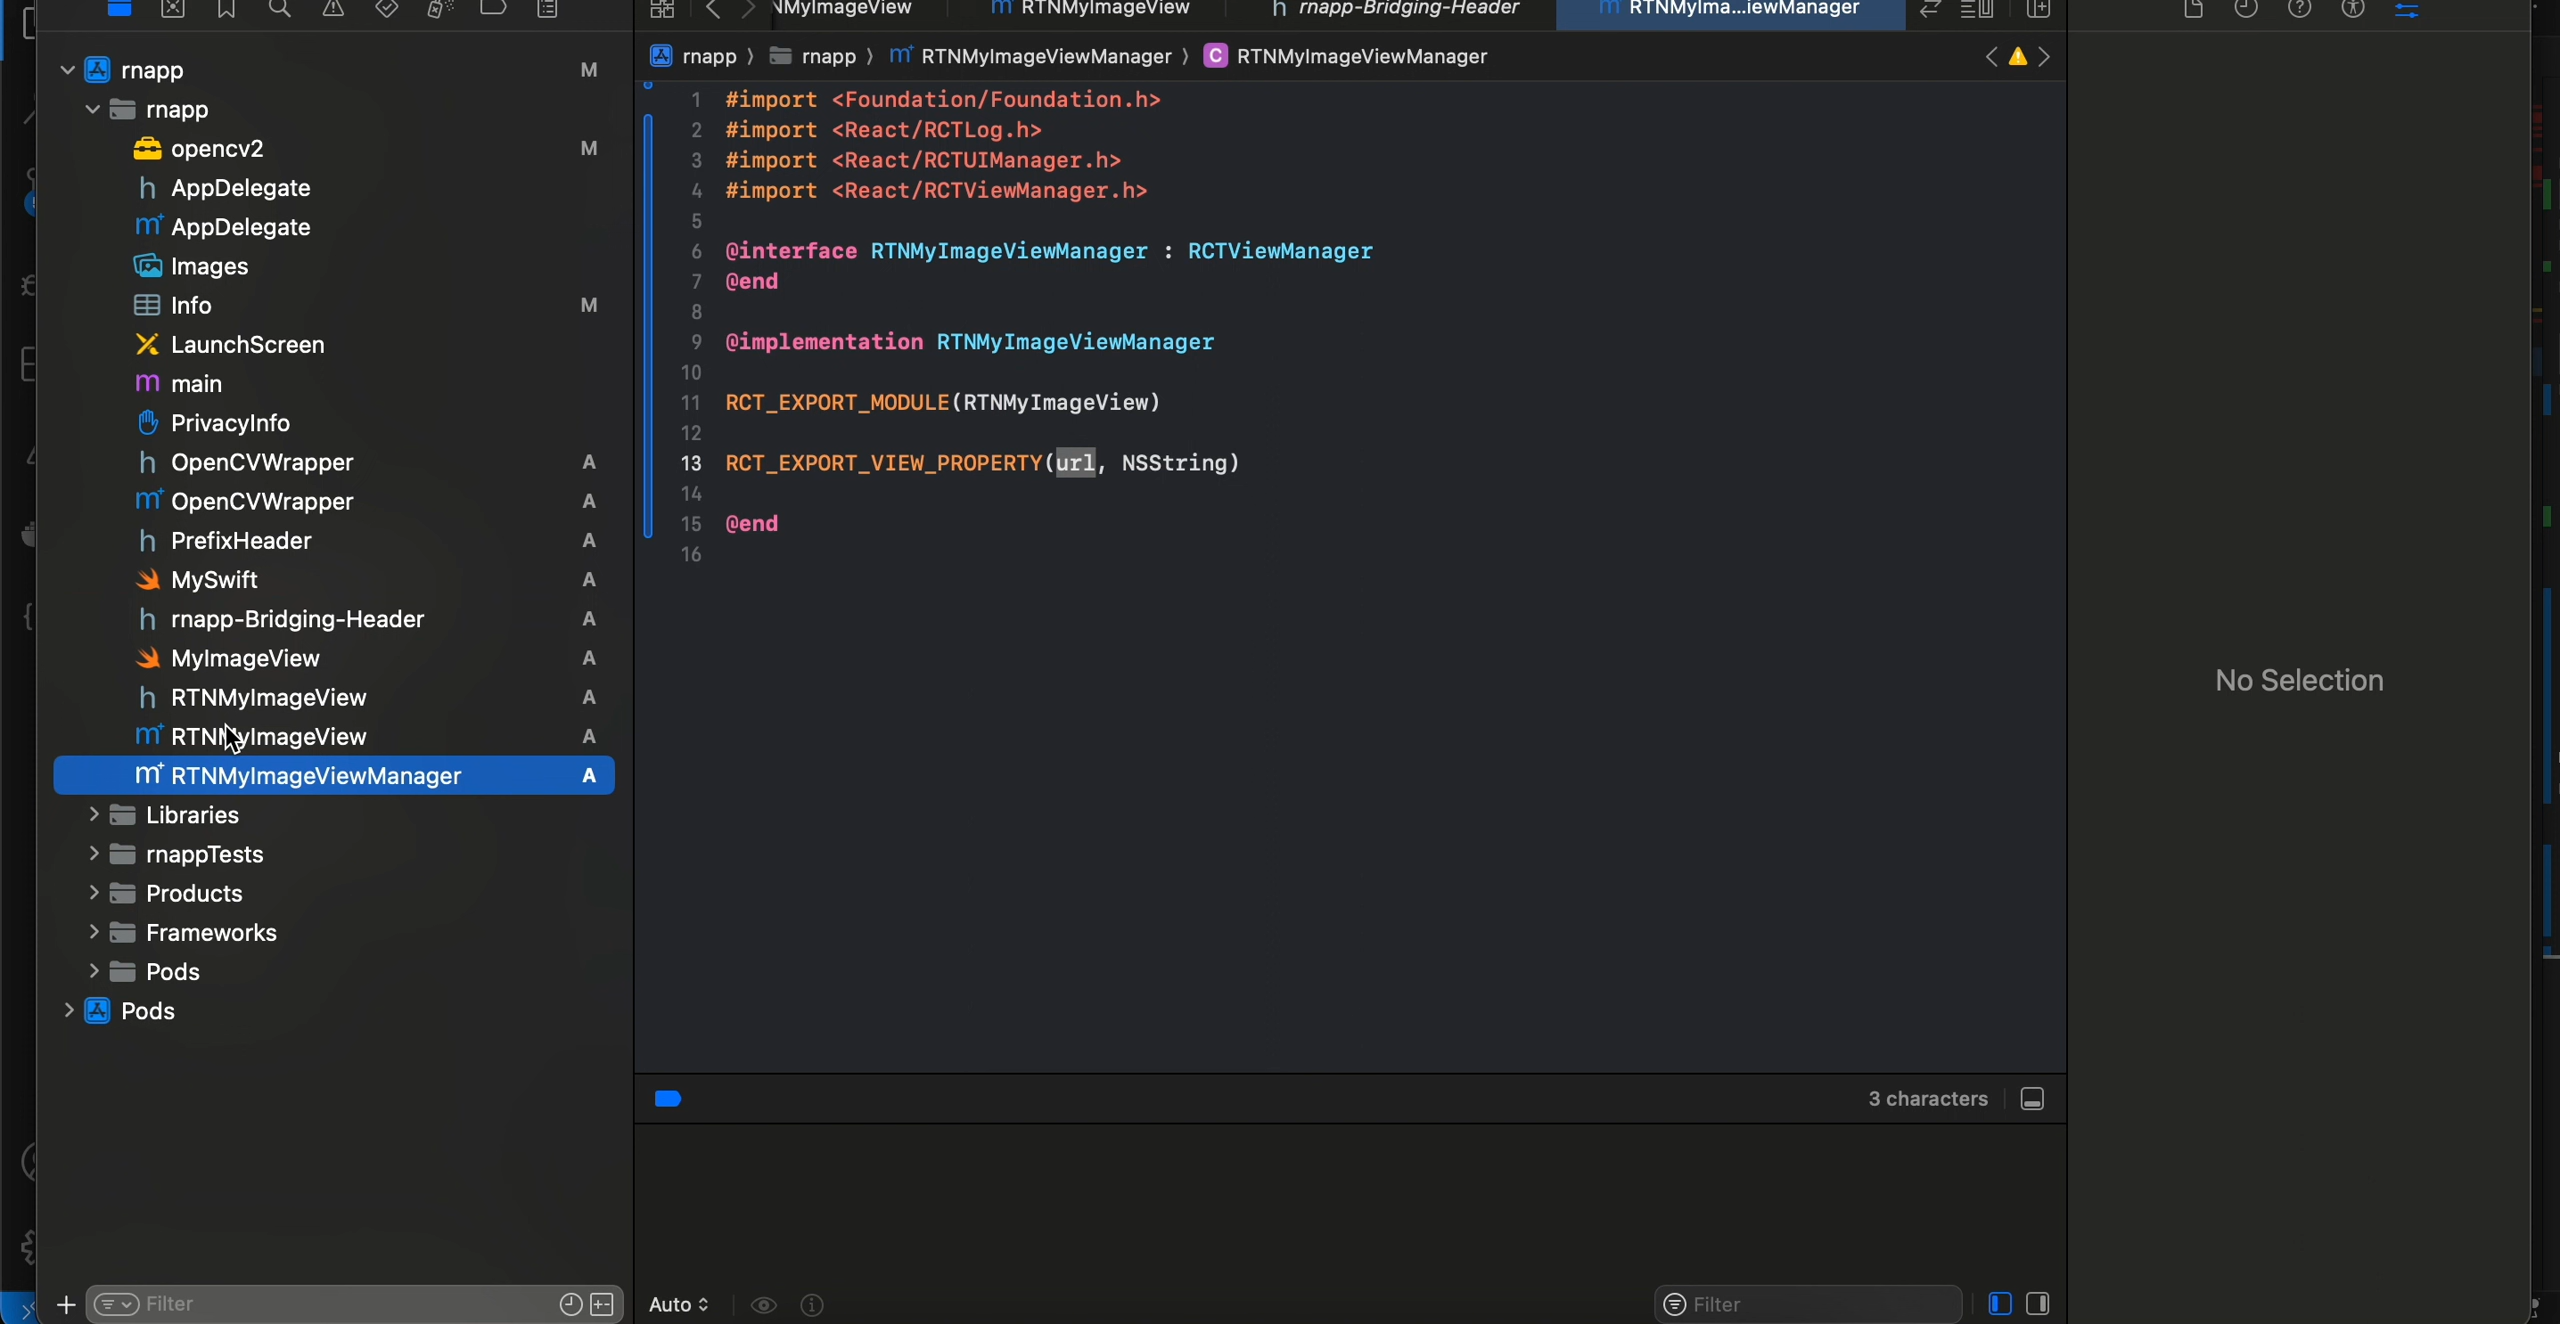 NMyImageView
RTNMyImageView
rnapp-Bridging-Header
RTNMyIma...iewManager
rnapp
M
rnapp
opencv2
M
AppDelegate
AppDelegate
Images
Info
M
LaunchScreen
main
PrivacyInfo
OpenCVWrapper
A
OpenCVWrapper
A
PrefixHeader
A
MySwift
A
rnapp-Bridging-Header
A
MyImageView
A
RTNMyImageView
A
RTNMyImageView
A
RTNMyImageViewManager
A
Libraries
rnappTests
Products
Frameworks
Pods
Pods
Filter
rnapp 〉 rnapp 〉 RTNMyImageViewManager 〉 C RTNMyImageViewManager
1 #import <Foundation/Foundation.h>
2 #import <React/RCTLog.h>
3 #import <React/RCTUIManager.h>
4 #import <React/RCTViewManager.h>
5
6 @interface RTNMyImageViewManager : RCTViewManager
7 @end
8
9 @implementation RTNMyImageViewManager
10
11 RCT_EXPORT_MODULE(RTNMyImageView)
12
13 RCT_EXPORT_VIEW_PROPERTY(url, NSString)
14
15 @end
16
3 characters
Auto
Filter
No Selection